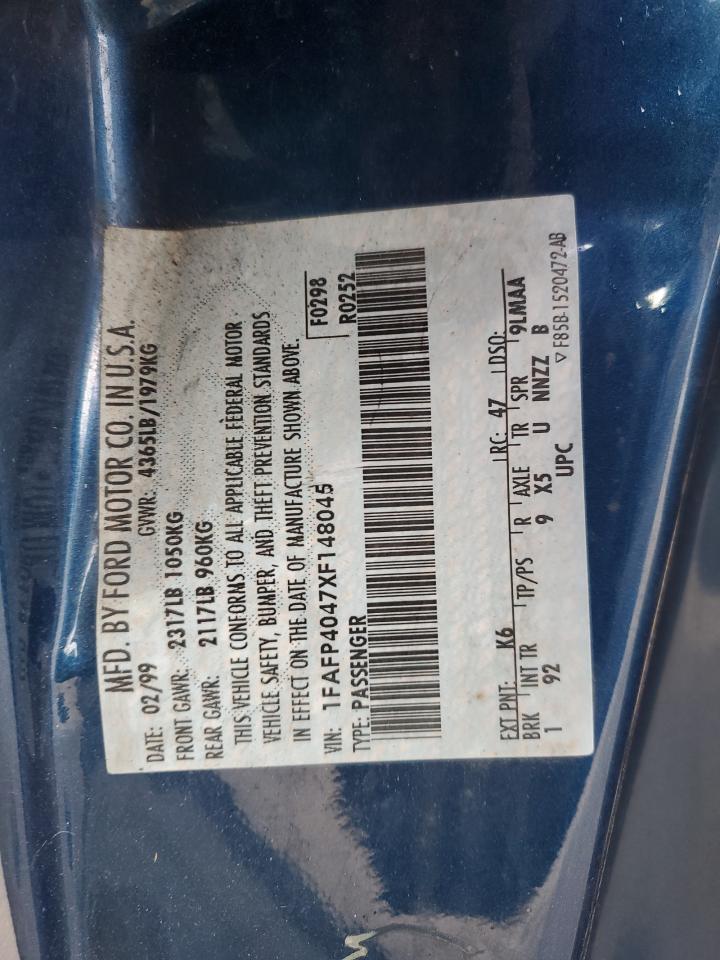 MFD. BY FORD MOTOR CO. IN U.S.A.
DATE: 02/99 GVWR: 4365LB/1979KG
FRONT GAWR: 2317LB 1050KG
REAR GAWR: 2117LB 960KG
THIS VEHICLE CONFORMS TO ALL APPLICABLE FEDERAL MOTOR
VEHICLE SAFETY, BUMPER, AND THEFT PREVENTION STANDARDS
IN EFFECT ON THE DATE OF MANUFACTURE SHOWN ABOVE.
VIN: 1FAFP4047XF148045 F0298
TYPE: PASSENGER R0252
EXT PNT: K6 RC: 47 DSO:
BRK INT TR TP/PS R AXLE TR SPR 9LMAA
1 92 9 X5 U NNZZ B
UPC ▽ F85B-1520472-AB